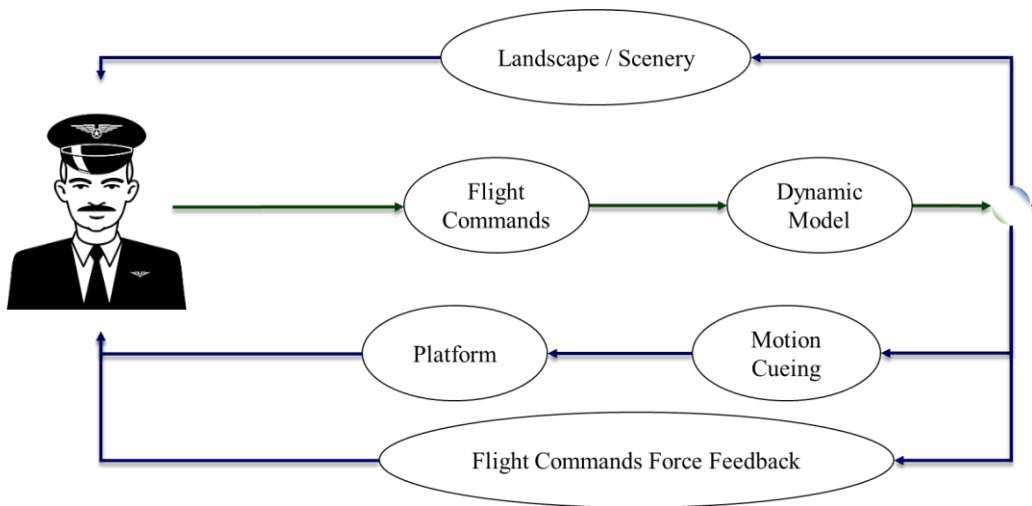 Landscape / Scenery
Flight
Commands
Dynamic
Model
Platform
Motion
Cueing
Flight Commands Force Feedback